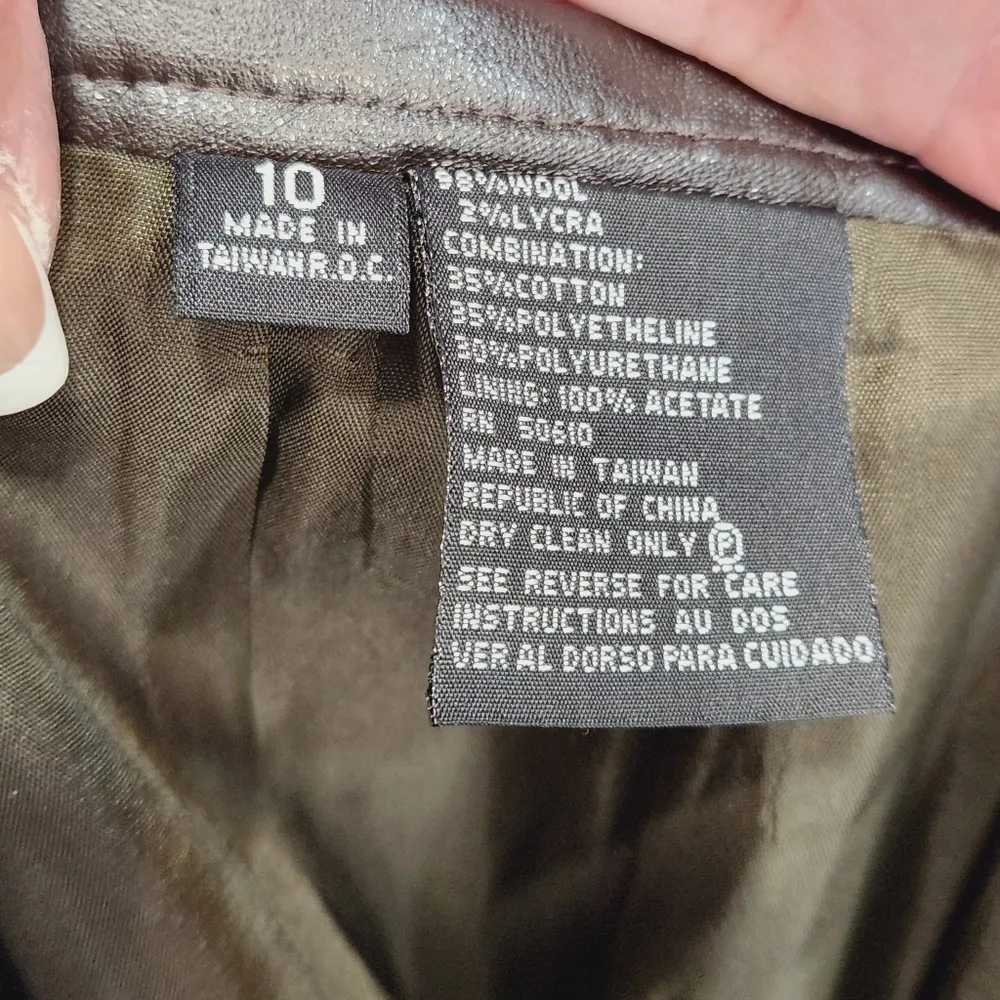 10
MADE IN
TAIWAN R.O.C.
98%WOOL
2%LYCRA
COMBINATION:
35%COTTON
35%POLYETHELINE
30%POLYURETHANE
LINING: 100% ACETATE
RN 50610
MADE IN TAIWAN
REPUBLIC OF CHINA
DRY CLEAN ONLY Ⓟ
SEE REVERSE FOR CARE
INSTRUCTIONS AU DOS
VER AL DORSO PARA CUIDADO